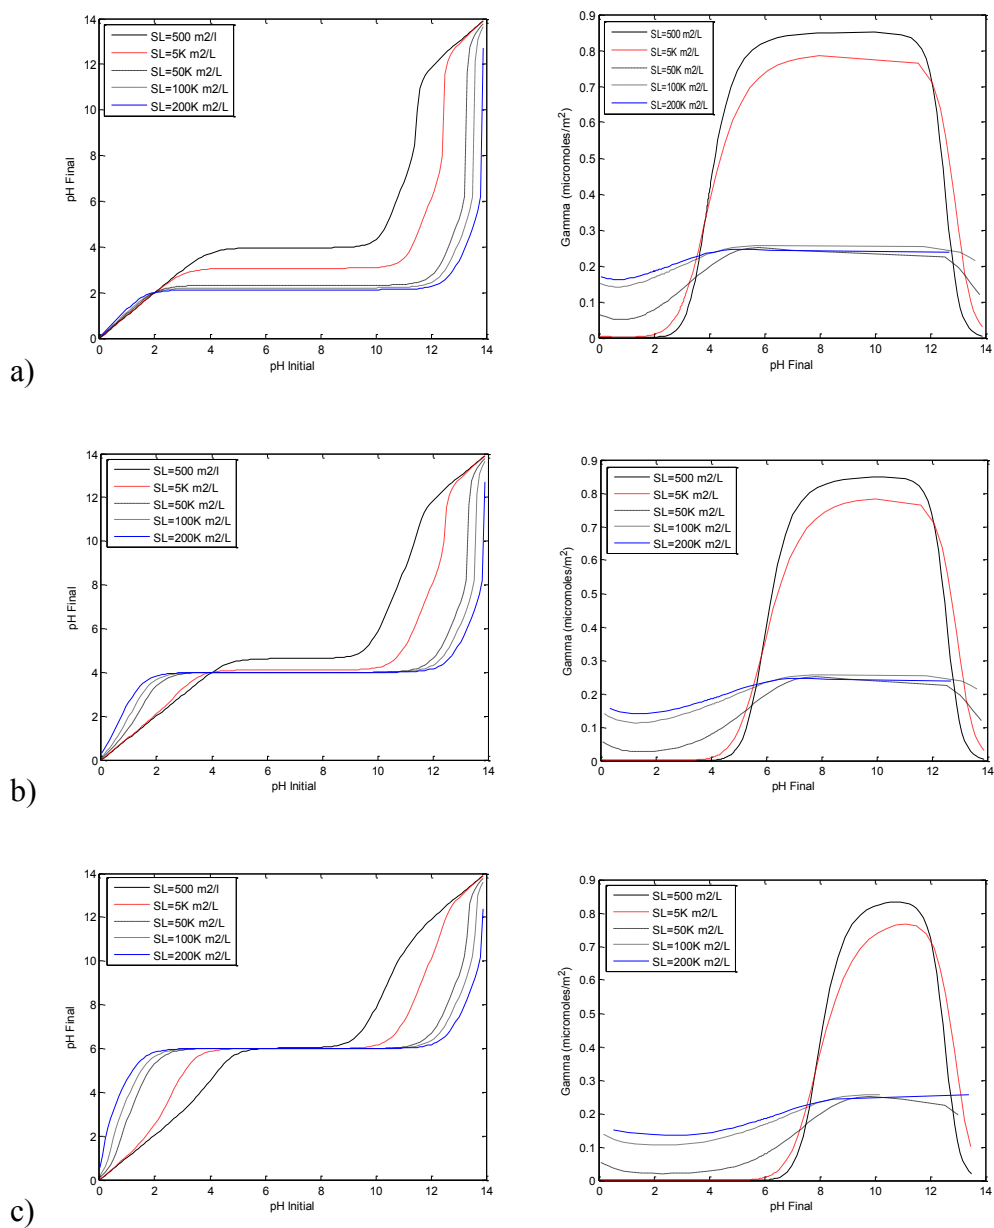 14
12
10
8
6
4
2
0
pH Final
0 2 4 6 8 10 12 14
pH Initial
SL=500 m2/l
SL=5K m2/L
SL=50K m2/L
SL=100K m2/L
SL=200K m2/L
0.9
0.8
0.7
0.6
0.5
0.4
0.3
0.2
0.1
0
Gamma (micromoles/m²)
0 2 4 6 8 10 12 14
pH Final
SL=500 m2/L
SL=5K m2/L
SL=50K m2/L
SL=100K m2/L
SL=200K m2/L
a)
14
12
10
8
6
4
2
0
pH Final
0 2 4 6 8 10 12 14
pH Initial
SL=500 m2/l
SL=5K m2/L
SL=50K m2/L
SL=100K m2/L
SL=200K m2/L
0.9
0.8
0.7
0.6
0.5
0.4
0.3
0.2
0.1
0
Gamma (micromoles/m²)
0 2 4 6 8 10 12 14
pH Final
SL=500 m2/L
SL=5K m2/L
SL=50K m2/L
SL=100K m2/L
SL=200K m2/L
b)
14
12
10
8
6
4
2
0
pH Final
0 2 4 6 8 10 12 14
pH Initial
SL=500 m2/l
SL=5K m2/L
SL=50K m2/L
SL=100K m2/L
SL=200K m2/L
0.9
0.8
0.7
0.6
0.5
0.4
0.3
0.2
0.1
0
Gamma (micromoles/m²)
0 2 4 6 8 10 12 14
pH Final
SL=500 m2/L
SL=5K m2/L
SL=50K m2/L
SL=100K m2/L
SL=200K m2/L
c)